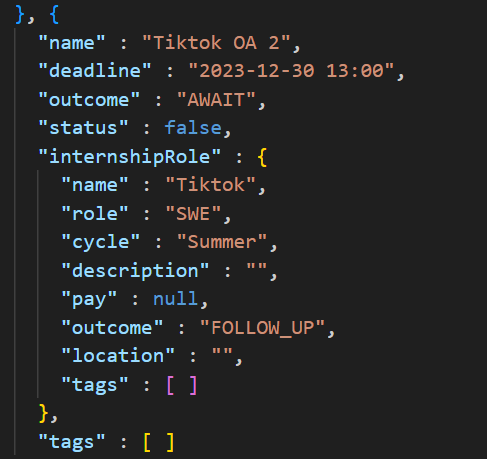 }, {
"name" : "Tiktok OA 2",
"deadline" : "2023-12-30 13:00",
"outcome" : "AWAIT",
"status" : false,
"internshipRole" : {
"name" : "Tiktok",
"role" : "SWE",
"cycle" : "Summer",
"description" : "",
"pay" : null,
"outcome" : "FOLLOW_UP",
"location" : "",
"tags" : [ ]
},
"tags" : [ ]